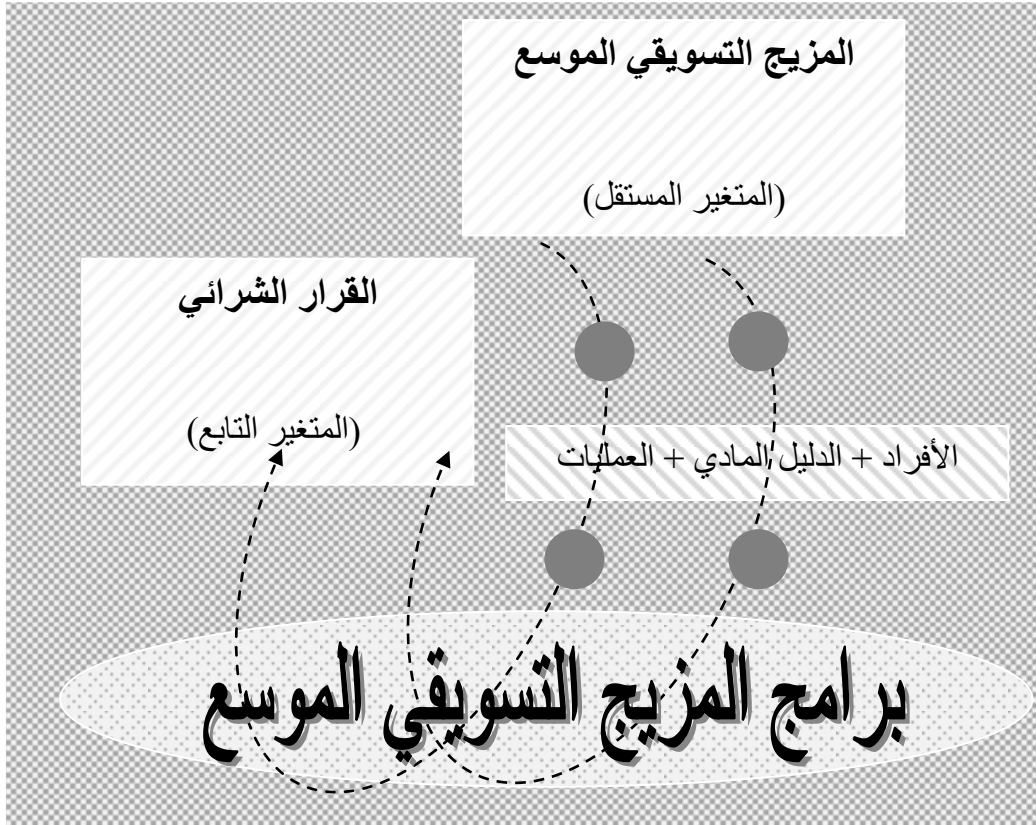 المزيج التسويقي الموسع
(المتغير المستقل)
القرار الشرائي
(المتغير التابع)
الأفراد + الدليل المادي + العمليات
برامج المزيج التسويقي الموسع